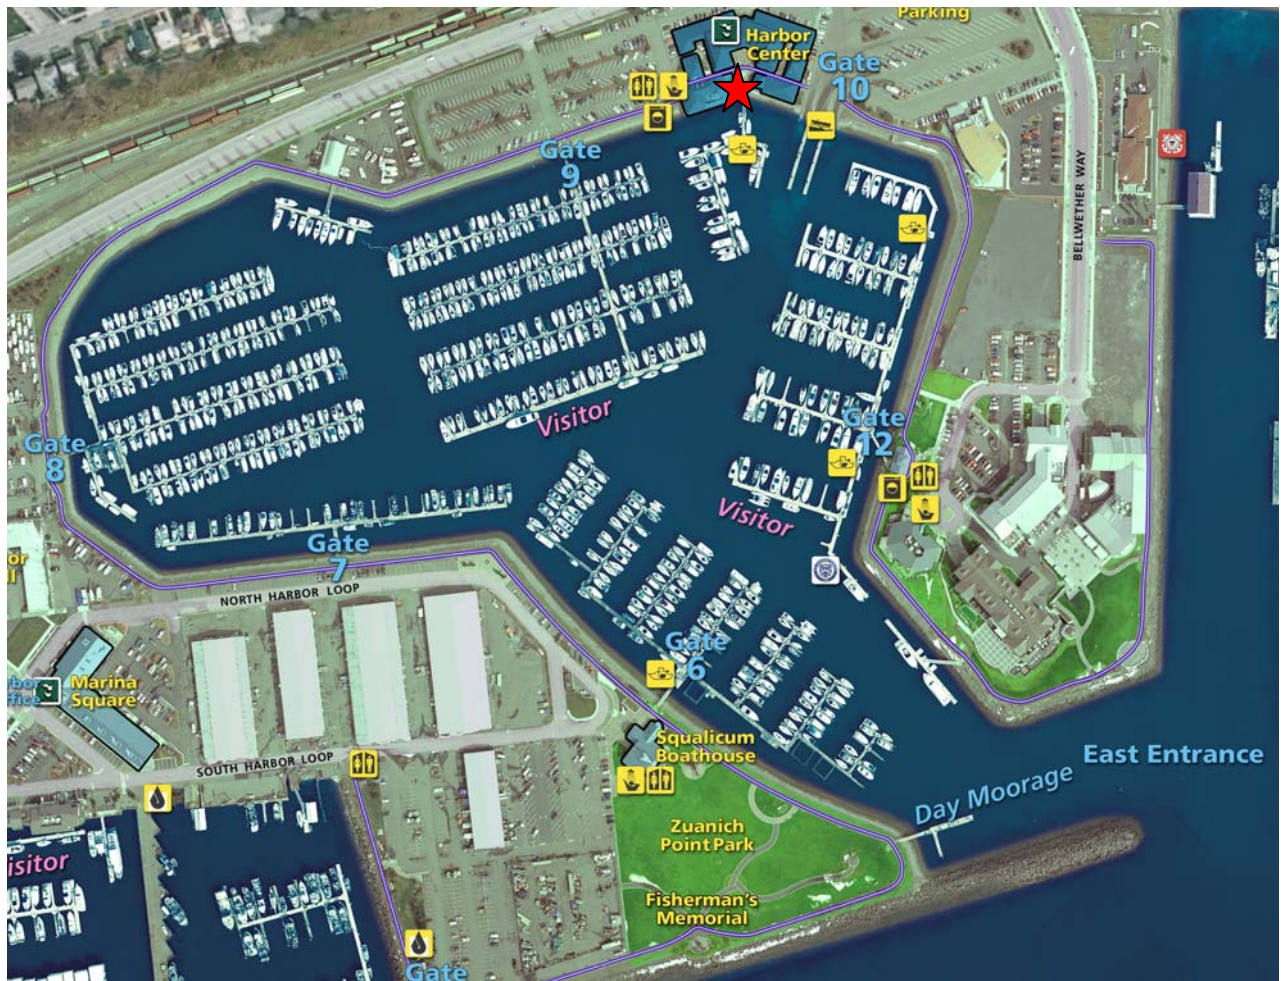 Parking
Harbor
Center
Gate
10
Gate
9
BELLWETHER WAY
Visitor
Gate
12
Gate
8
Visitor
Gate
7
NORTH HARBOR LOOP
Gate
6
Marina
Square
Squalicum
Boathouse
SOUTH HARBOR LOOP
East Entrance
Day Moorage
Zuanich
Point Park
isitor
Fisherman's
Memorial
Gate